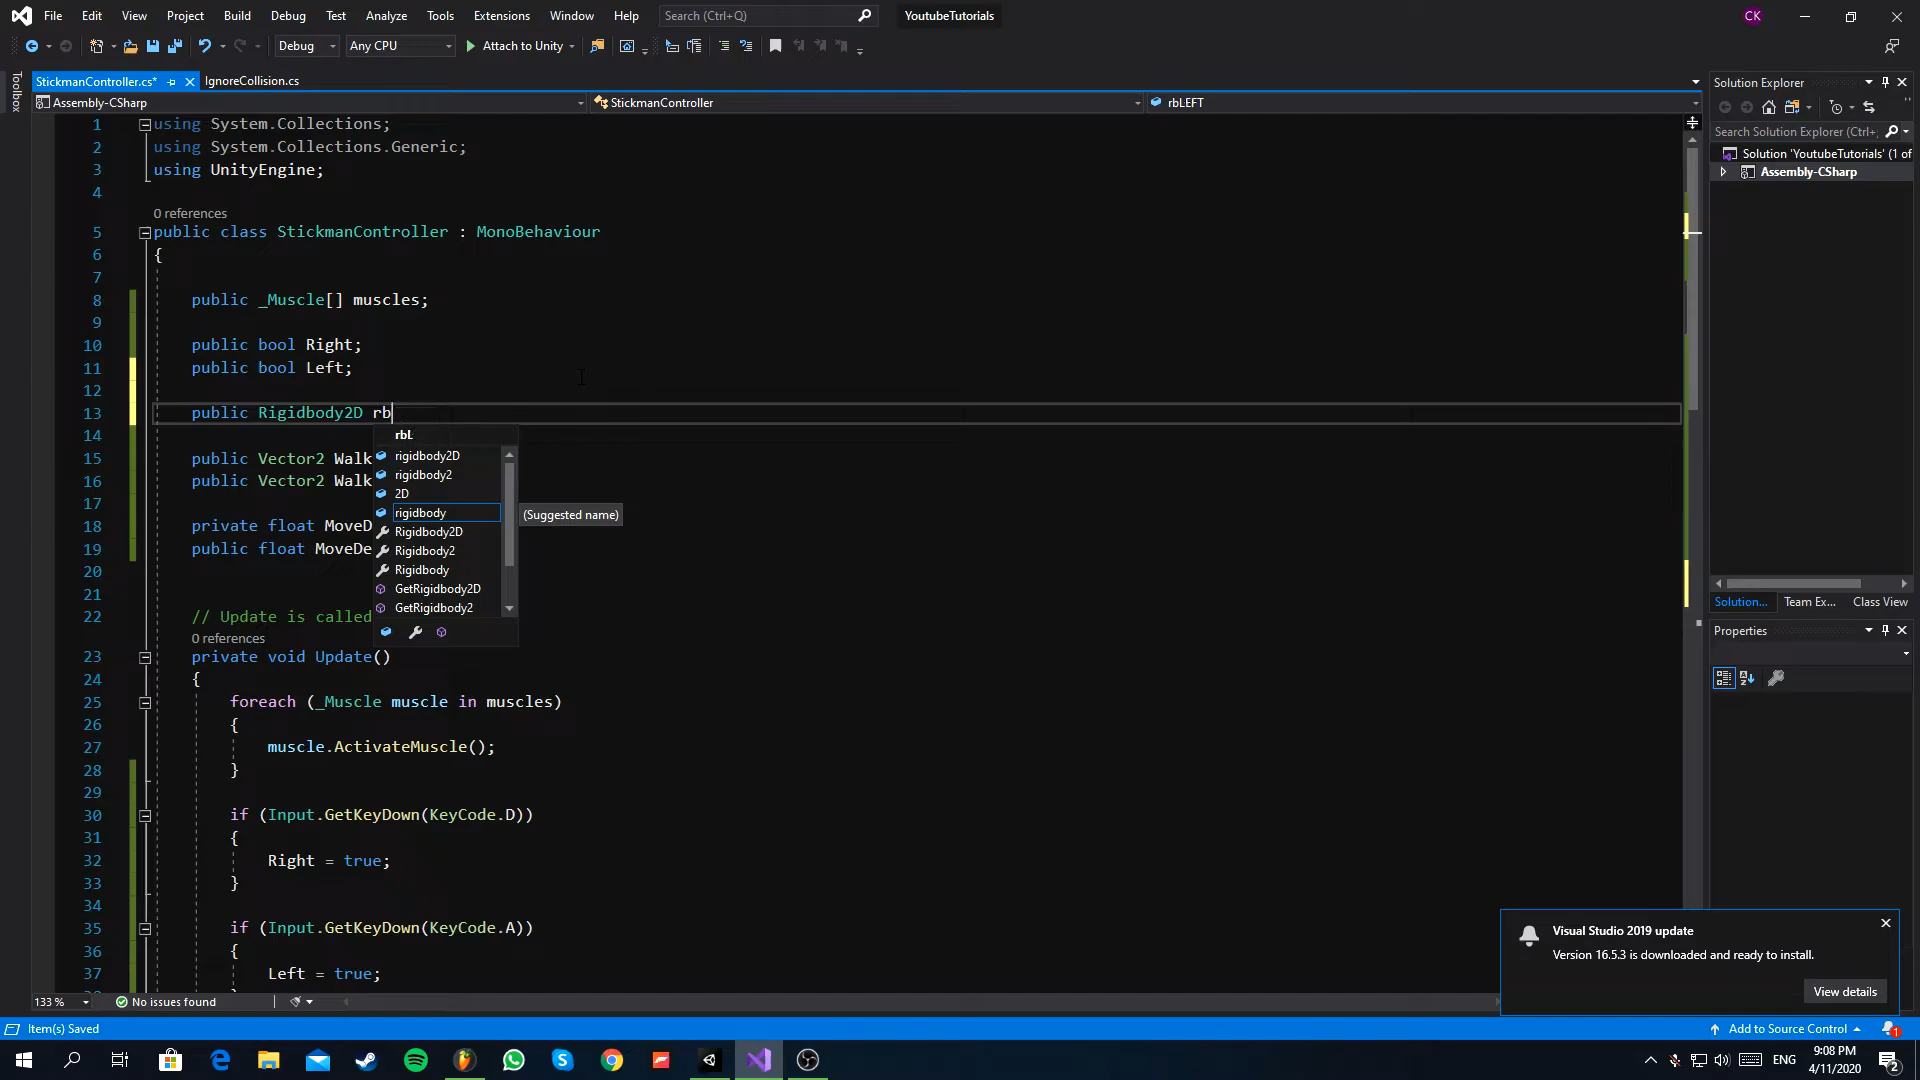 File Edit View Project Build Debug Test Analyze Tools Extensions Window Help Search (Ctrl+Q) YoutubeTutorials CK
Debug Any CPU Attach to Unity
Toolbox
StickmanController.cs* IgnoreCollision.cs
Assembly-CSharp StickmanController rbLEFT
1 using System.Collections;
2 using System.Collections.Generic;
3 using UnityEngine;
4
0 references
5 public class StickmanController : MonoBehaviour
6 {
7
8 public _Muscle[] muscles;
9
10 public bool Right;
11 public bool Left;
12
13 public Rigidbody2D rb
14
15 public Vector2 Walk
16 public Vector2 Walk
17
18 private float MoveD
19 public float MoveDe
20
21
22 // Update is called
0 references
23 private void Update()
24 {
25 foreach (_Muscle muscle in muscles)
26 {
27 muscle.ActivateMuscle();
28 }
29
30 if (Input.GetKeyDown(KeyCode.D))
31 {
32 Right = true;
33 }
34
35 if (Input.GetKeyDown(KeyCode.A))
36 {
37 Left = true;
rbL
rigidbody2D
rigidbody2
2D
rigidbody
Rigidbody2D
Rigidbody2
Rigidbody
GetRigidbody2D
GetRigidbody2
(Suggested name)
Solution Explorer
Search Solution Explorer (Ctrl+
Solution 'YoutubeTutorials' (1 of
Assembly-CSharp
Solution... Team Ex... Class View
Properties
Visual Studio 2019 update
Version 16.5.3 is downloaded and ready to install.
View details
133 % No issues found
Item(s) Saved Add to Source Control 1
ENG 9:08 PM
4/11/2020 2